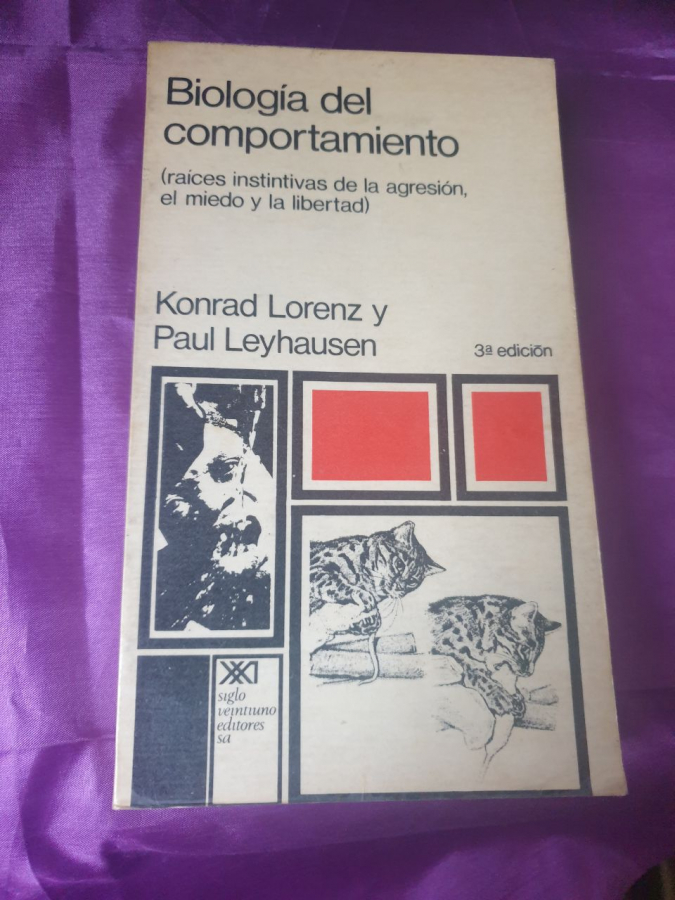 Biología del
comportamiento
(raíces instintivas de la agresión,
el miedo y la libertad)
Konrad Lorenz y
Paul Leyhausen
3ª edición
XXI
siglo
veintiuno
editores
sa